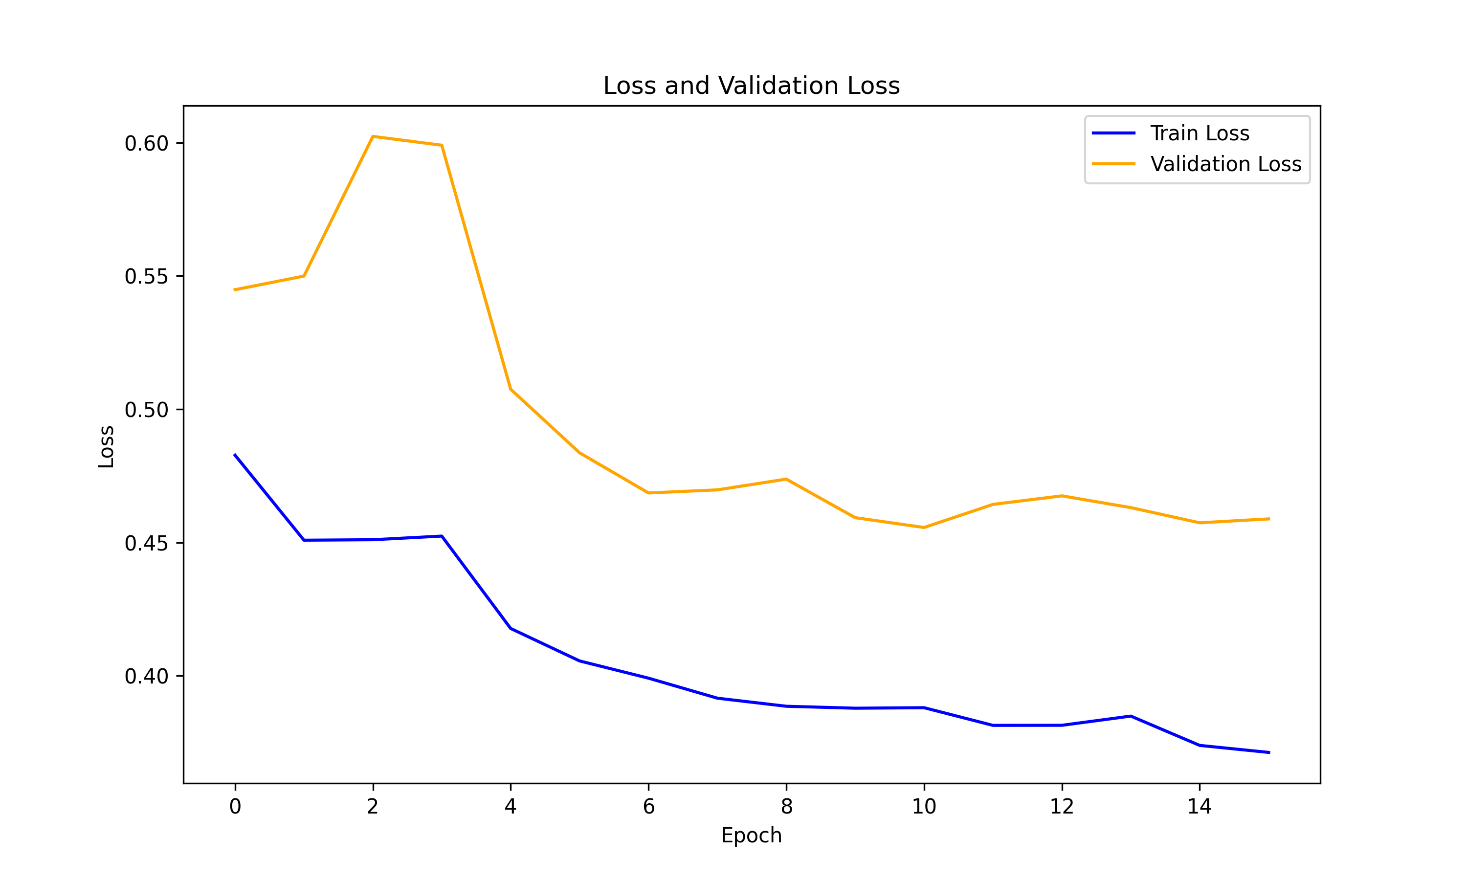 Loss and Validation Loss
Train Loss
Validation Loss
0.60
0.55
0.50
0.45
0.40
Loss
0 2 4 6 8 10 12 14
Epoch